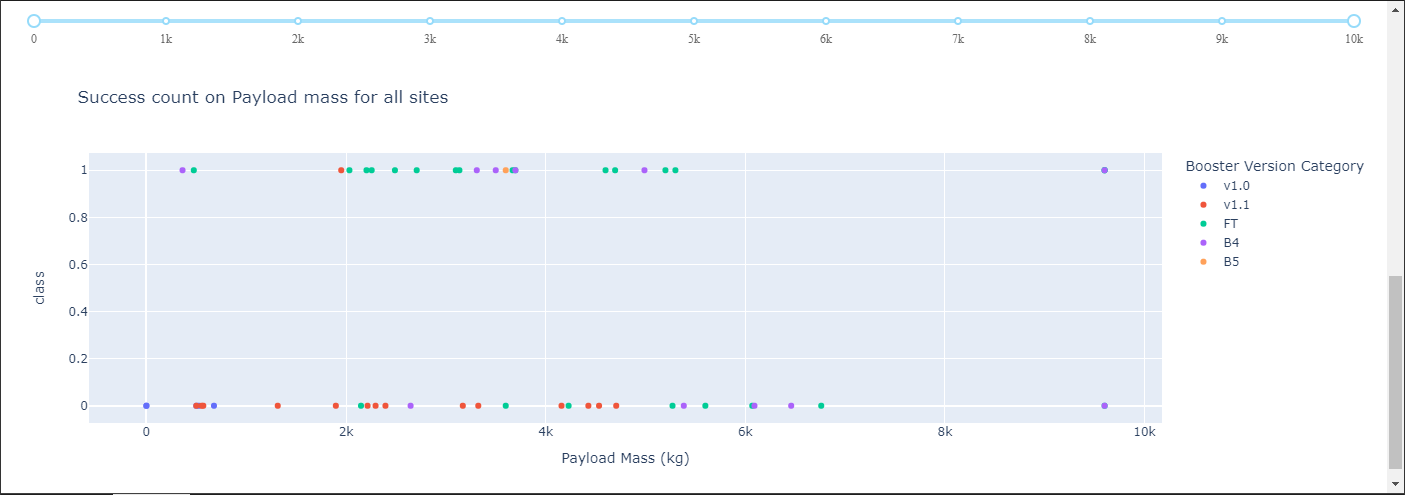 0 1k 2k 3k 4k 5k 6k 7k 8k 9k 10k
Success count on Payload mass for all sites
Booster Version Category
v1.0
v1.1
FT
B4
B5
class
1
0.8
0.6
0.4
0.2
0
0 2k 4k 6k 8k 10k
Payload Mass (kg)